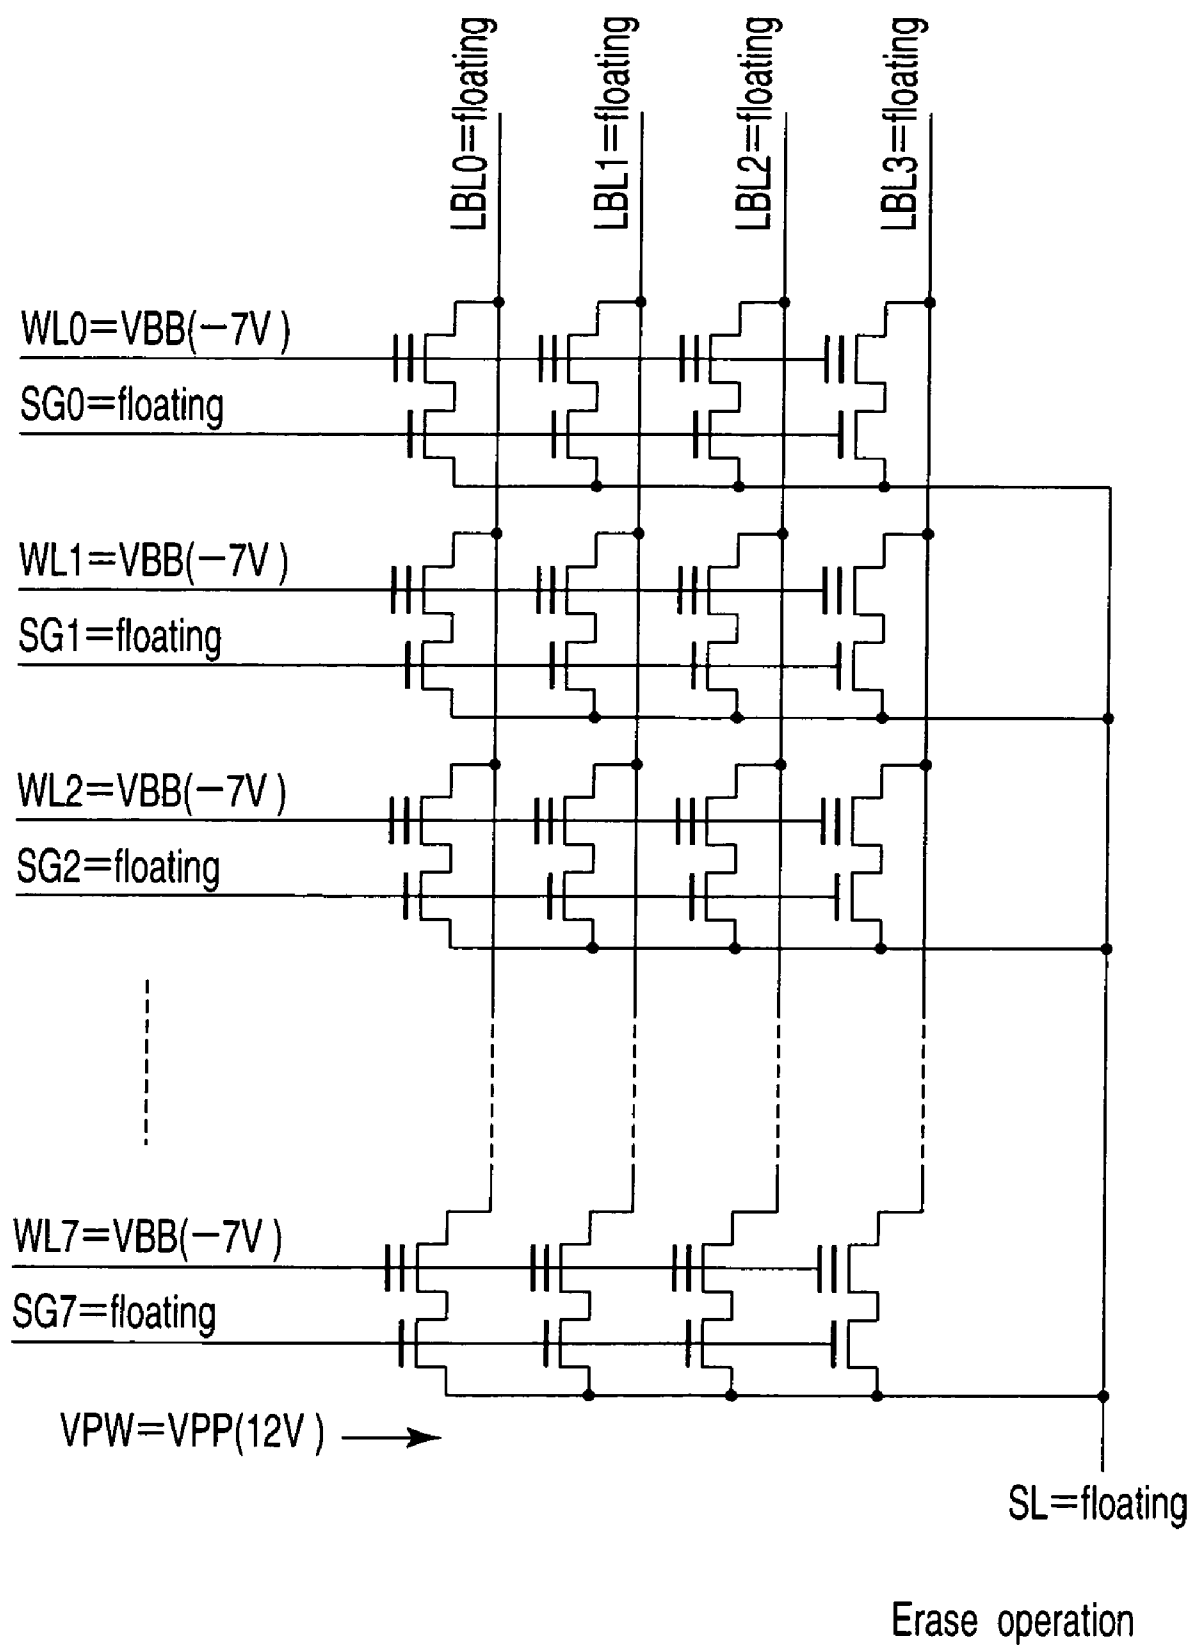 LBL0=floating
LBL1=floating
LBL2=floating
LBL3=floating
WL0=VBB(−7V)
SG0=floating
WL1=VBB(−7V)
SG1=floating
WL2=VBB(−7V)
SG2=floating
WL7=VBB(−7V)
SG7=floating
VPW=VPP(12V)
SL=floating
Erase operation